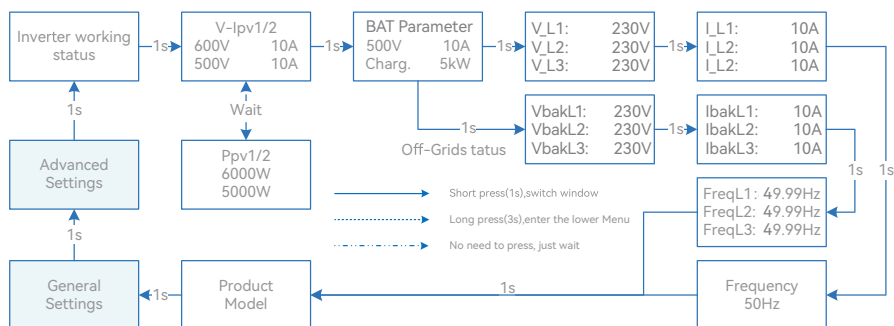 Inverter working
status
1s
V-Ipv1/2
600V 10A
500V 10A
1s
BAT Parameter
500V 10A
Charg. 5kW
1s
V_L1: 230V
V_L2: 230V
V_L3: 230V
1s
I_L1: 10A
I_L2: 10A
I_L2: 10A
1s
Wait
1s
Off-Grids tatus
VbakL1: 230V
VbakL2: 230V
VbakL3: 230V
1s
IbakL1: 10A
IbakL2: 10A
IbakL3: 10A
1s
1s
Advanced
Settings
Ppv1/2
6000W
5000W
Short press(1s),switch window
Long press(3s),enter the lower Menu
No need to press, just wait
FreqL1: 49.99Hz
FreqL2: 49.99Hz
FreqL3: 49.99Hz
1s
General
Settings
1s
Product
Model
1s
Frequency
50Hz